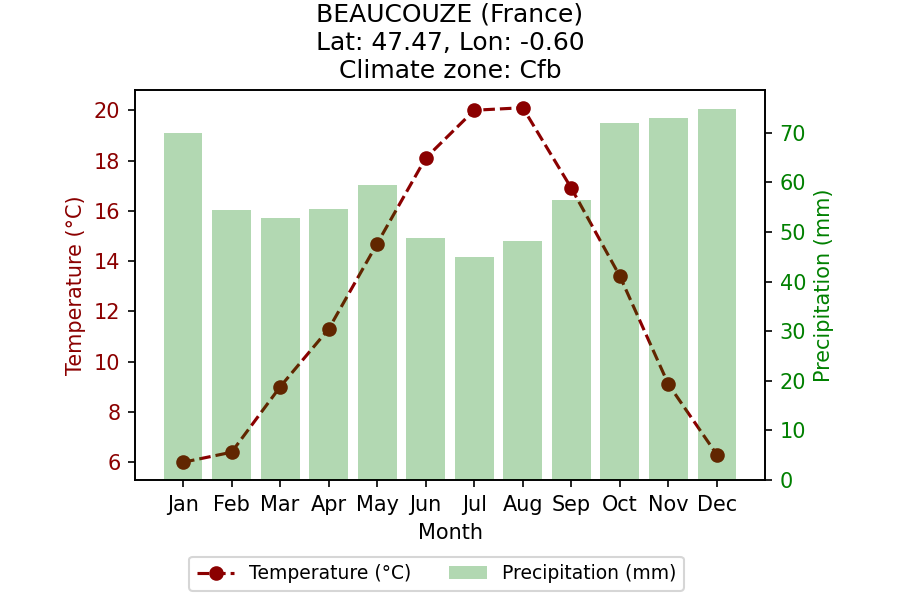 BEAUCOUZE (France)
Lat: 47.47, Lon: -0.60
Climate zone: Cfb
20
18
16
14
12
10
8
6
Temperature (°C)
70
60
50
40
30
20
10
0
Precipitation (mm)
Jan Feb Mar Apr May Jun Jul Aug Sep Oct Nov Dec
Month
Temperature (°C) Precipitation (mm)